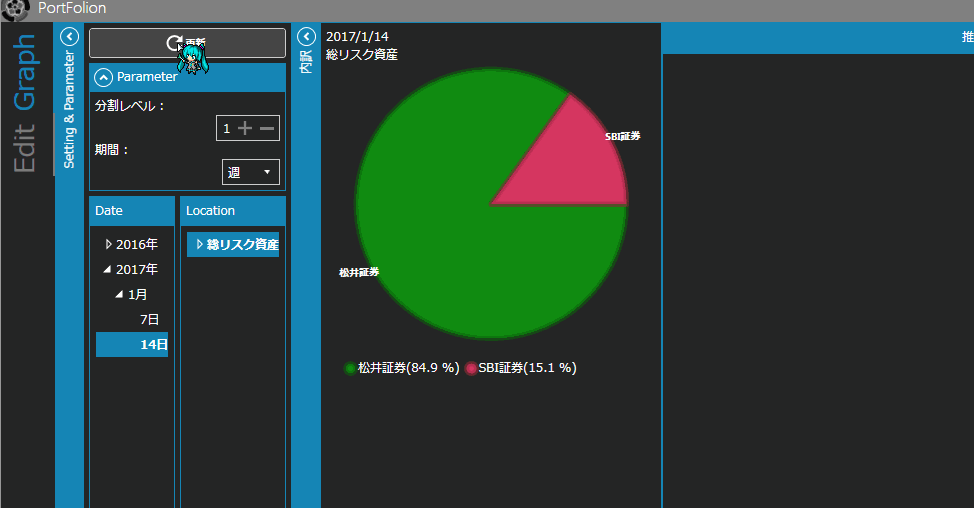 PortFolion
Edit Graph
Setting & Parameter
更新
Parameter
分割レベル：
1
期間：
週
Date
2016年
2017年
1月
7日
14日
Location
総リスク資産
内訳
2017/1/14
総リスク資産
SBI証券
松井証券
松井証券(84.9 %) SBI証券(15.1 %)
推